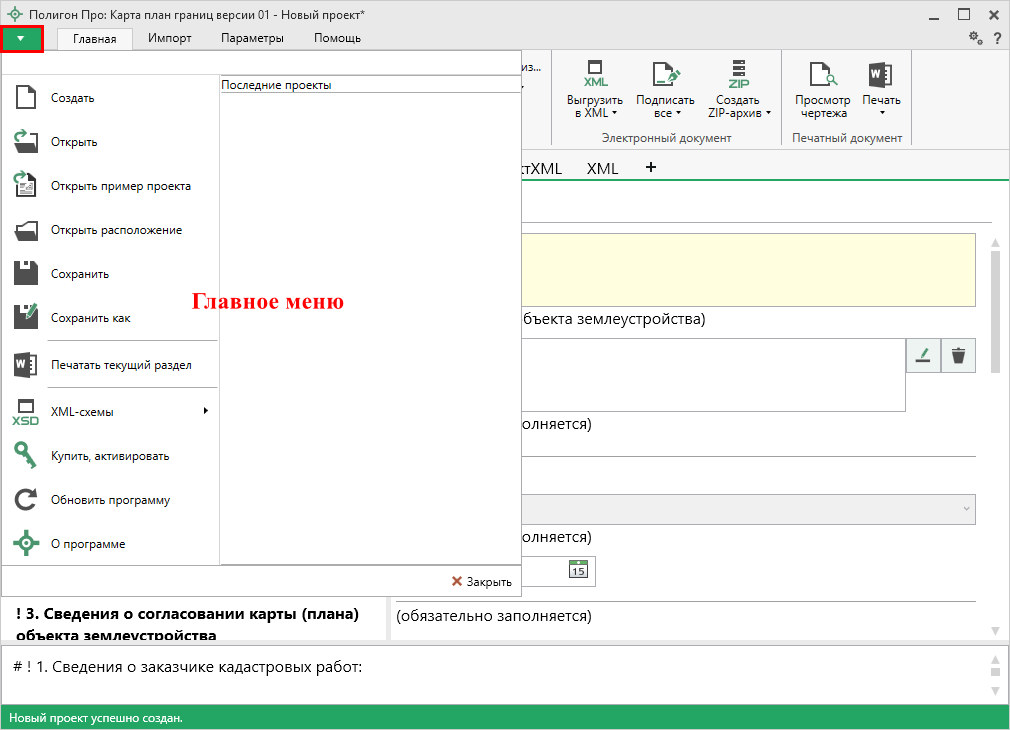 Полигон Про: Карта план границ версии 01 - Новый проект*
Главная
Импорт
Параметры
Помощь
?
из...
XML
Выгрузить
в XML
Подписать
все
ZIP
Создать
ZIP-архив
Электронный документ
Просмотр
чертежа
W
Печать
Печатный документ
Последние проекты
Создать
Открыть
Открыть пример проекта
Открыть расположение
Сохранить
Сохранить как
W
Печатать текущий раздел
XSD
XML-схемы
Купить, активировать
Обновить программу
О программе
Закрыть
Главное меню
ктXML
XML
+
бъекта землеустройства)
олняется)
олняется)
15
! 3. Сведения о согласовании карты (плана)
объекта землеустройства
(обязательно заполняется)
# ! 1. Сведения о заказчике кадастровых работ:
Новый проект успешно создан.